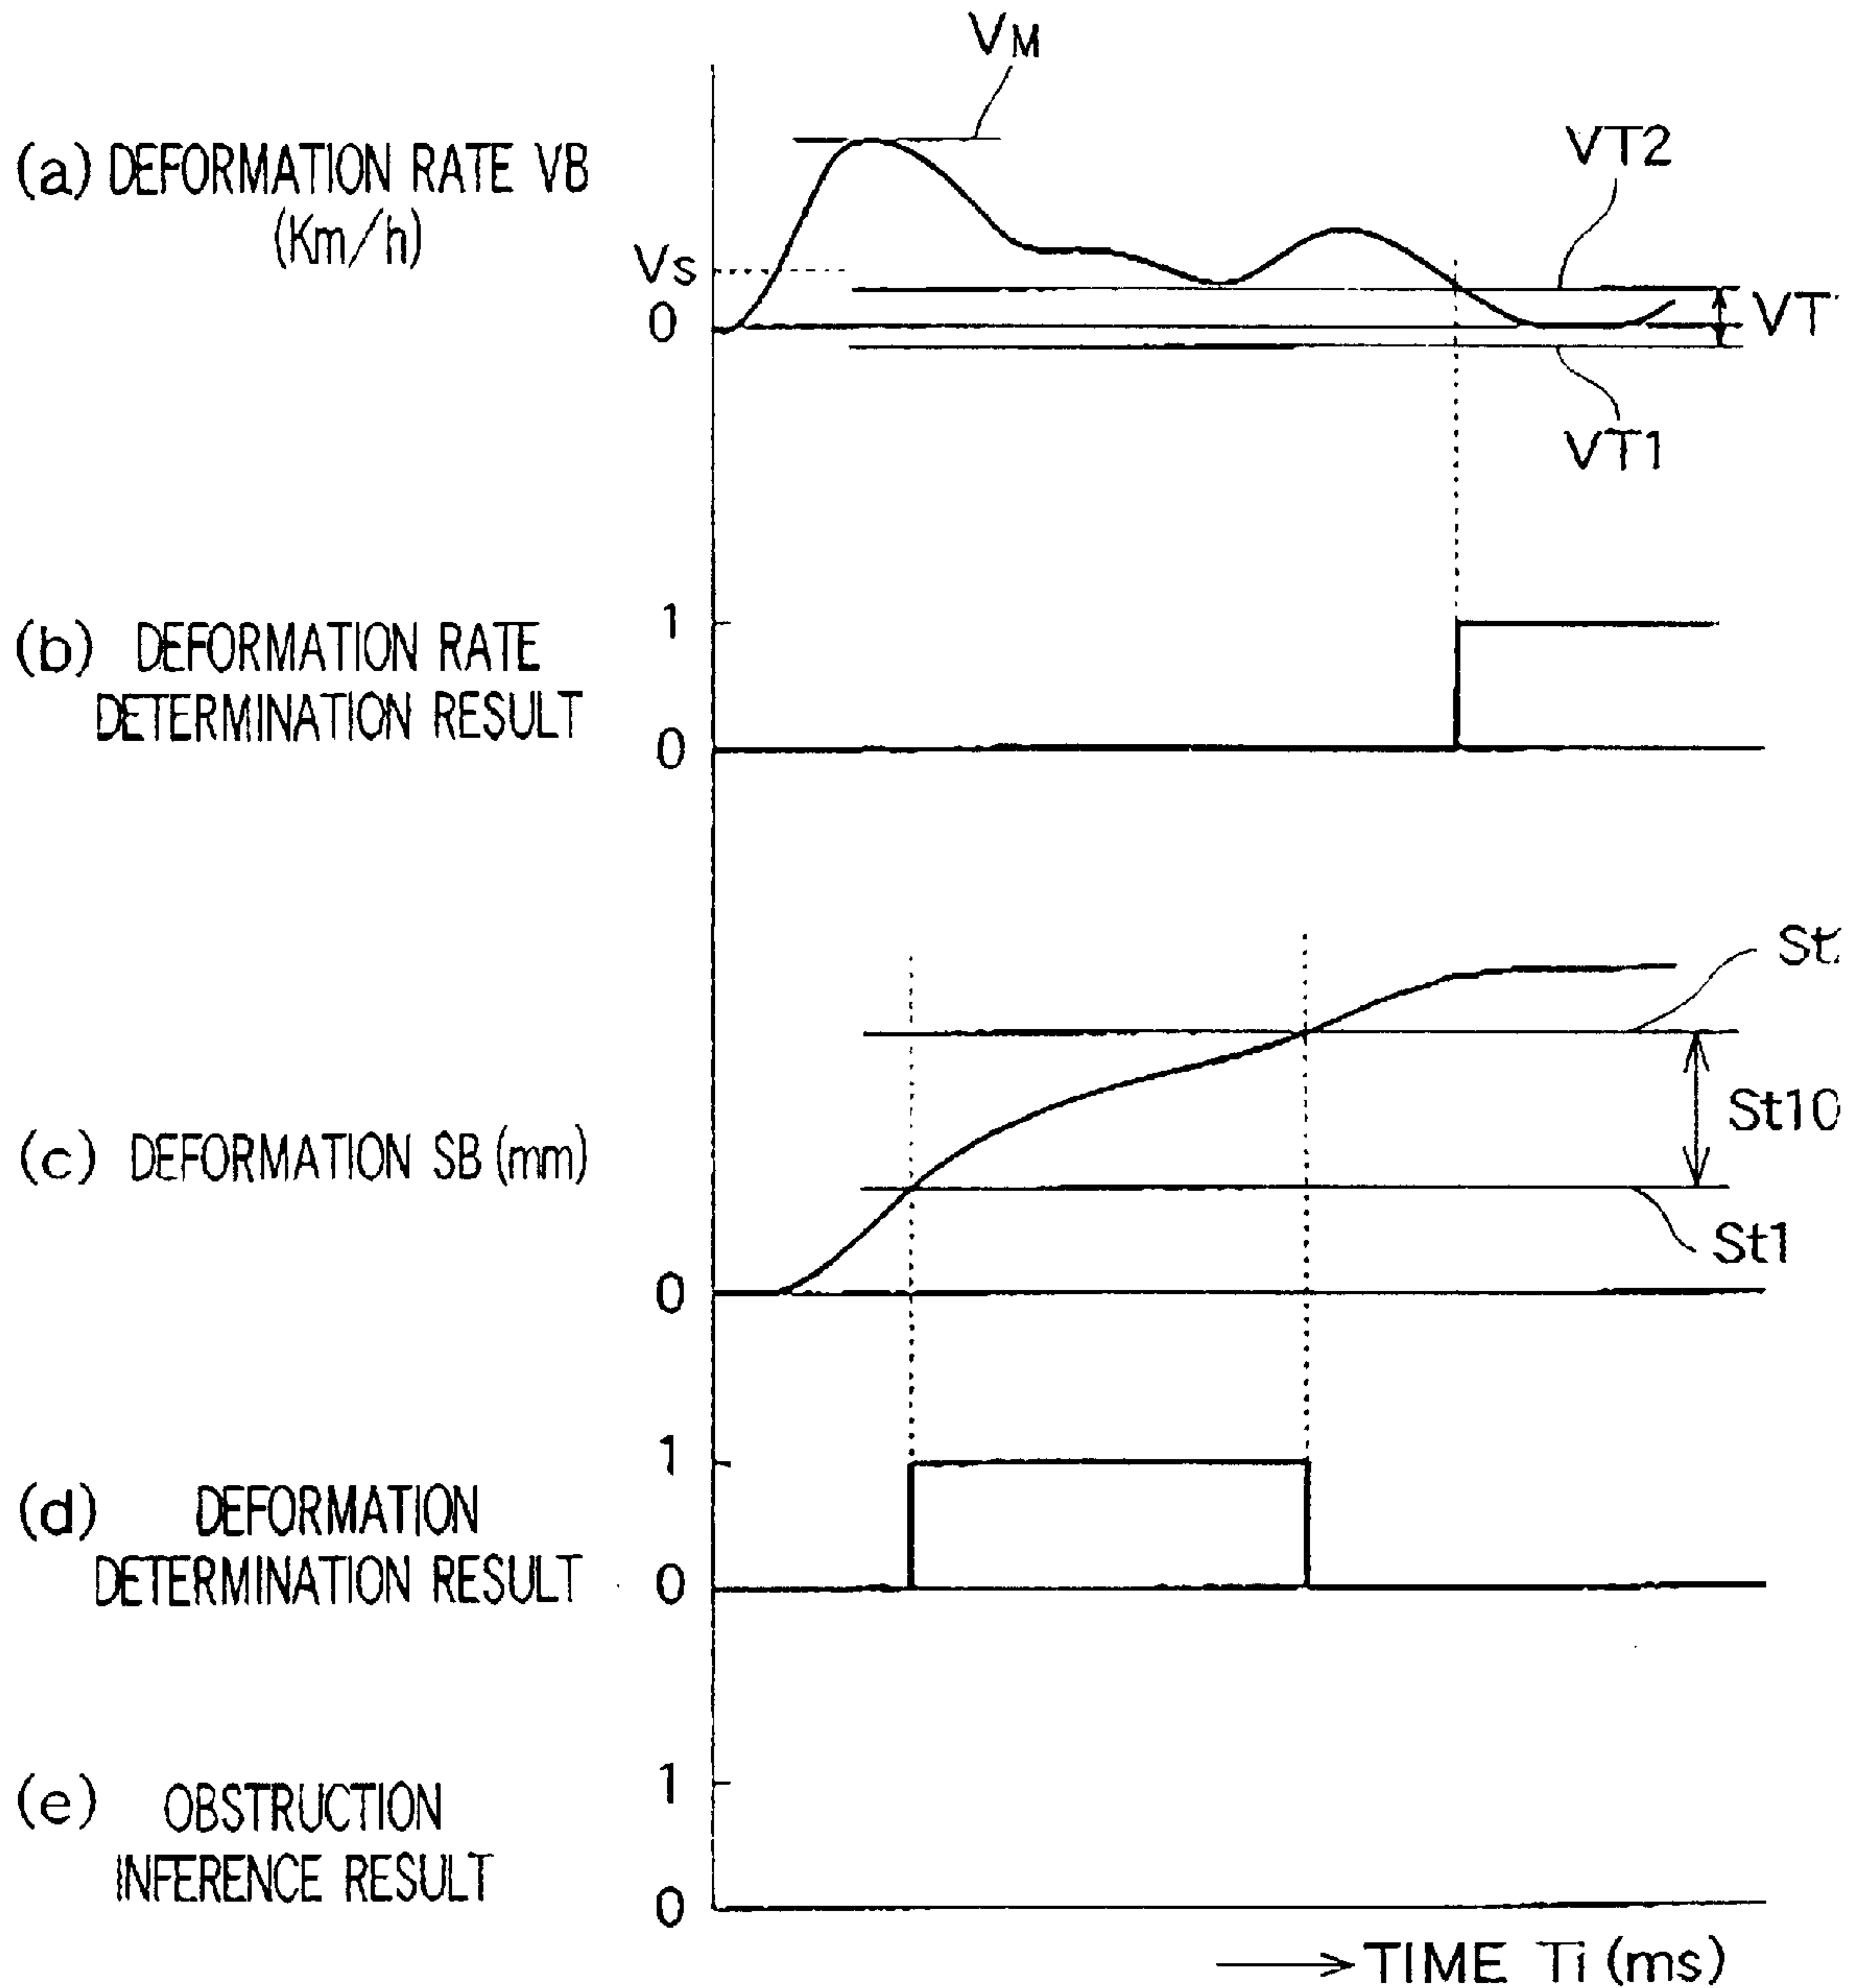 VM
(a) DEFORMATION RATE VB
(Km/h)
Vs
0
VT2
VT
VT1
(b) DEFORMATION RATE
DETERMINATION RESULT
1
0
(c) DEFORMATION SB (mm)
0
St
St10
St1
(d) DEFORMATION
DETERMINATION RESULT
1
0
(e) OBSTRUCTION
INFERENCE RESULT
1
0
TIME Ti (ms)